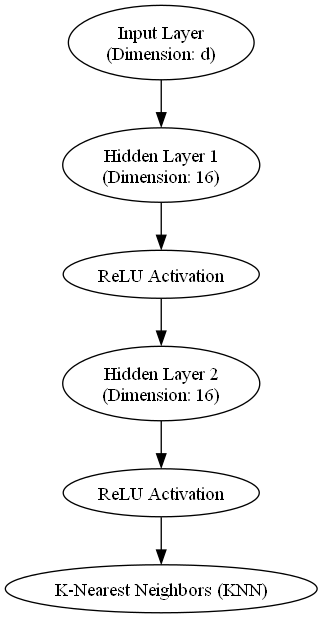 Input Layer
(Dimension: d)
Hidden Layer 1
(Dimension: 16)
ReLU Activation
Hidden Layer 2
(Dimension: 16)
ReLU Activation
K-Nearest Neighbors (KNN)